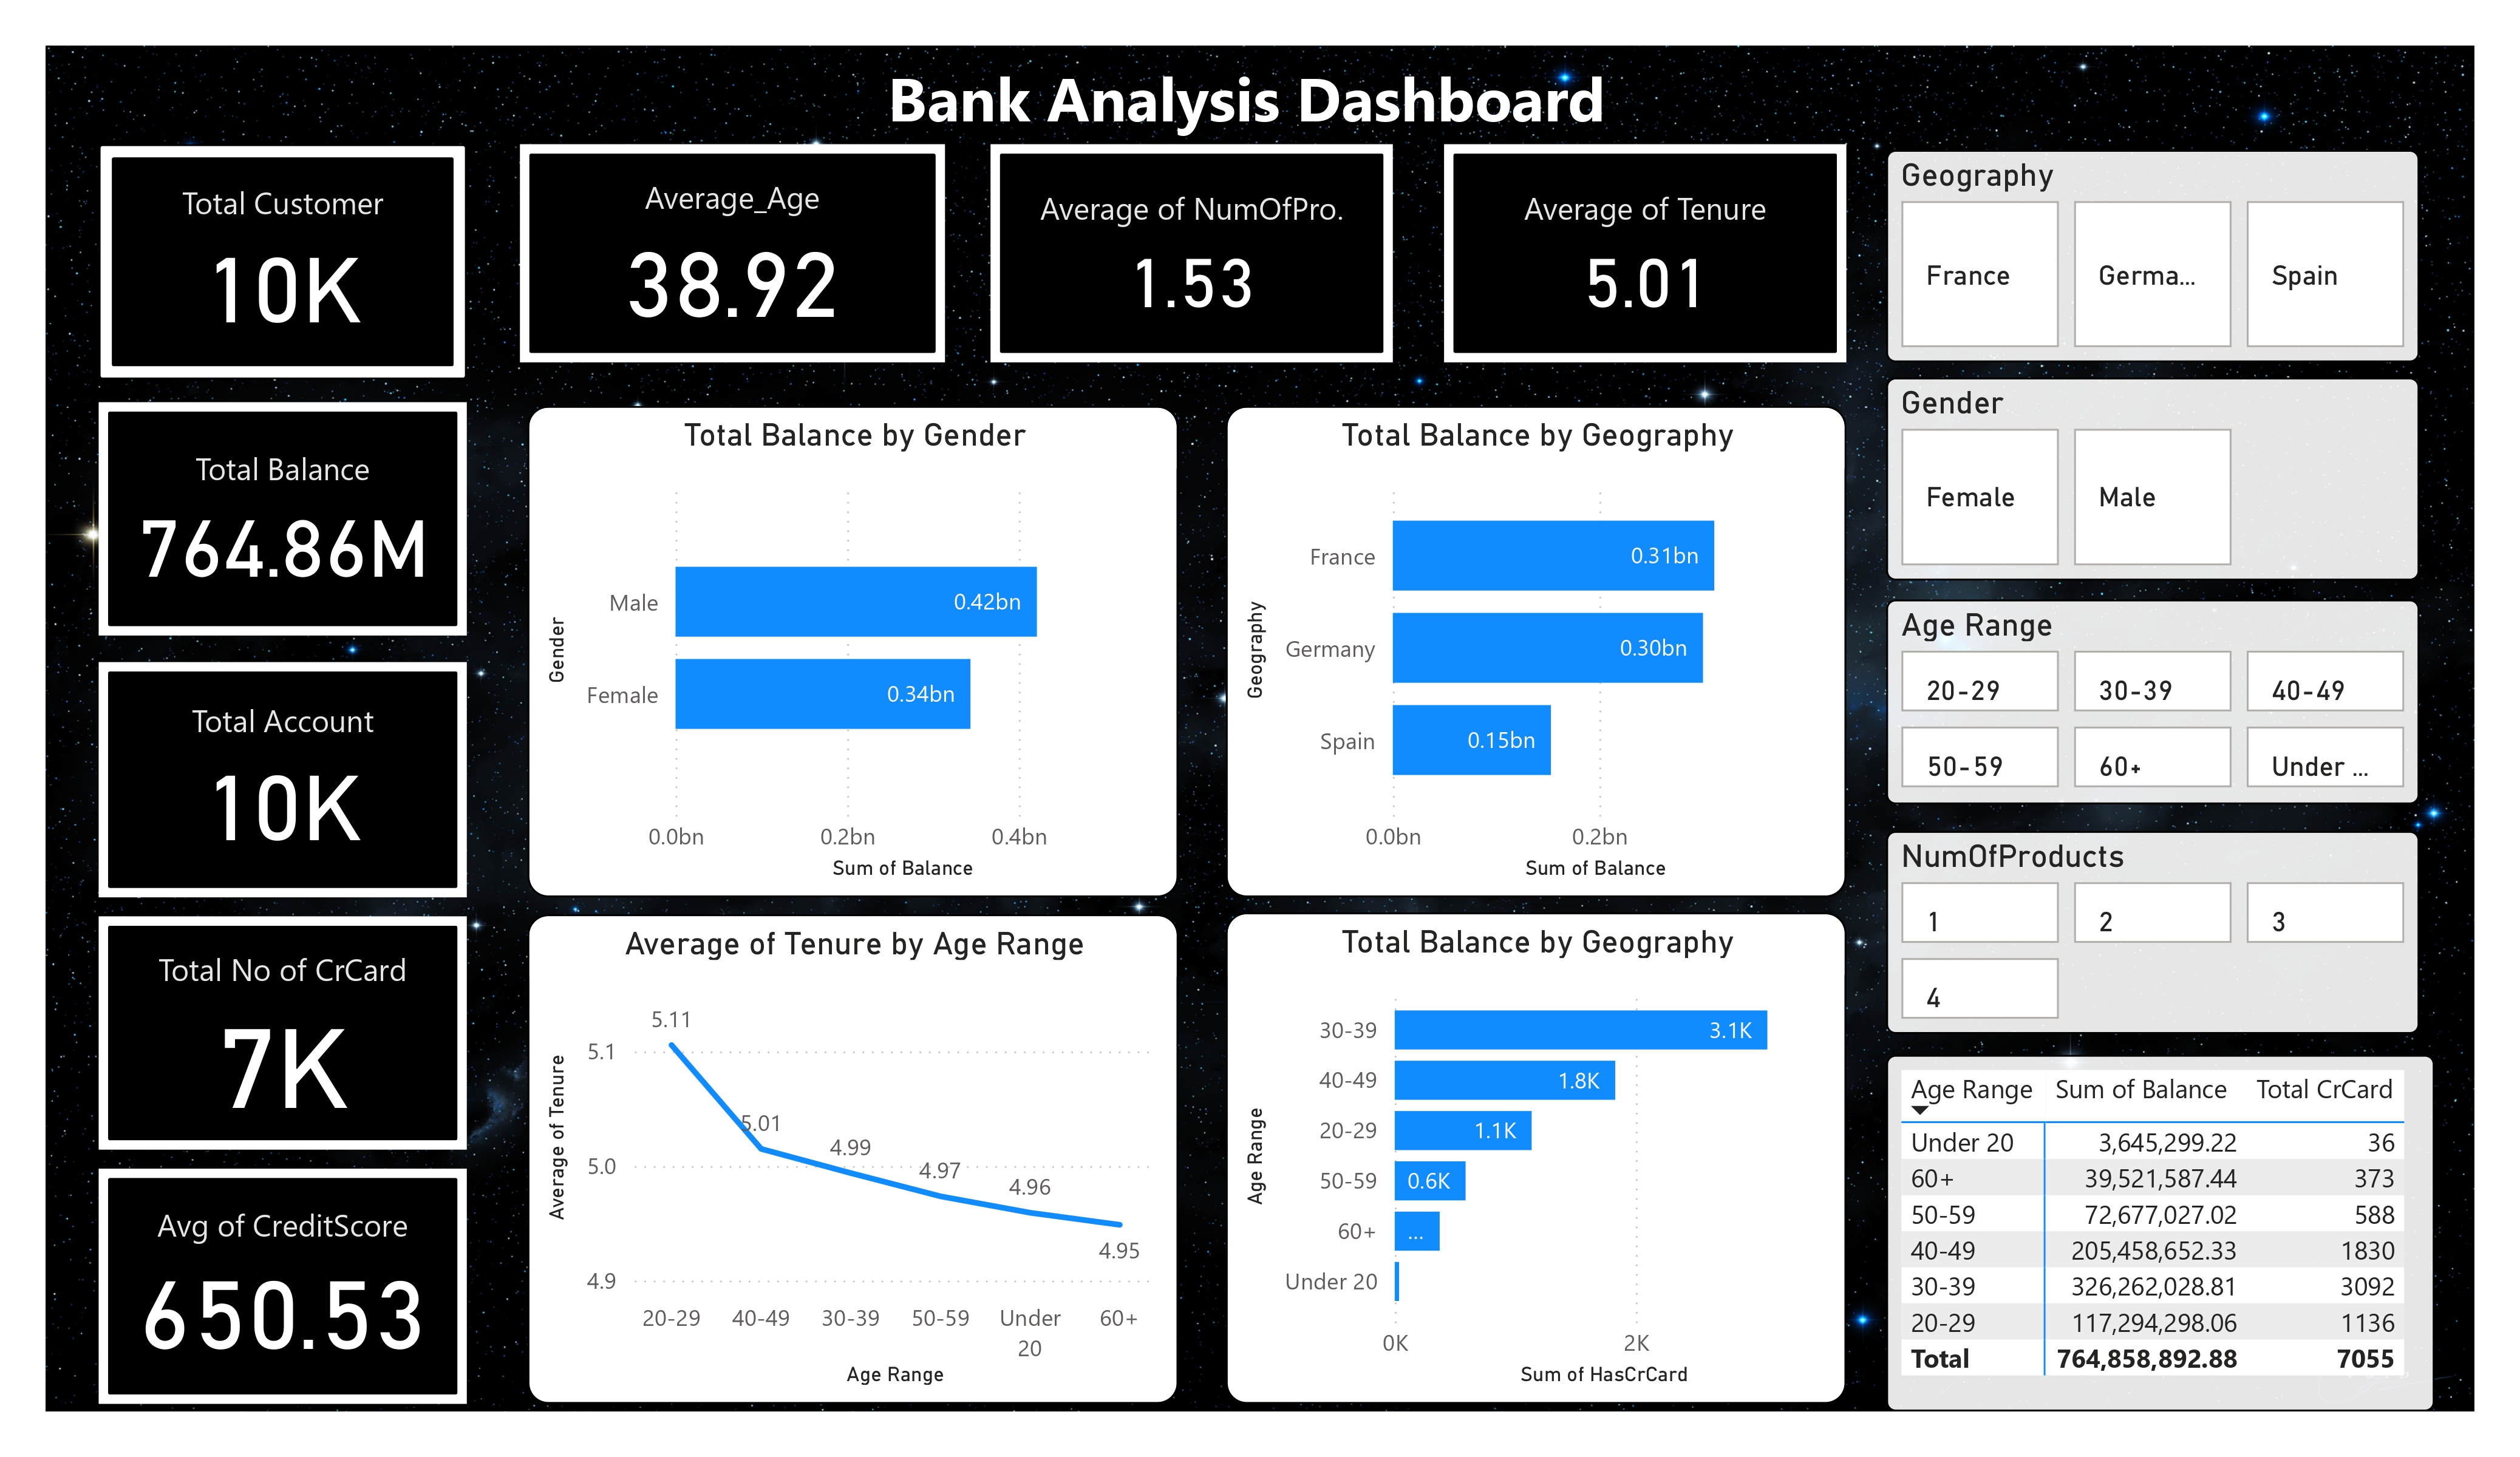 Bank Analysis Dashboard
Total Customer
10K
Average_Age
38.92
Average of NumOfPro.
1.53
Average of Tenure
5.01
Total Balance
764.86M
Total Account
10K
Total No of CrCard
7K
Avg of CreditScore
650.53
Total Balance by Gender
Gender
Male
0.42bn
Female
0.34bn
0.0bn 0.2bn 0.4bn
Sum of Balance
Total Balance by Geography
Geography
France
0.31bn
Germany
0.30bn
Spain
0.15bn
0.0bn 0.2bn
Sum of Balance
Average of Tenure by Age Range
Average of Tenure
5.1
5.0
4.9
5.11
5.01
4.99
4.97
4.96
4.95
20-29 40-49 30-39 50-59 Under 60+
20
Age Range
Total Balance by Geography
Age Range
30-39
3.1K
40-49
1.8K
20-29
1.1K
50-59
0.6K
60+
...
Under 20
0K 2K
Sum of HasCrCard
Geography
France Germa... Spain
Gender
Female Male
Age Range
20-29 30-39 40-49
50-59 60+ Under ...
NumOfProducts
1 2 3
4
Age Range Sum of Balance Total CrCard
Under 20 3,645,299.22 36
60+ 39,521,587.44 373
50-59 72,677,027.02 588
40-49 205,458,652.33 1830
30-39 326,262,028.81 3092
20-29 117,294,298.06 1136
Total 764,858,892.88 7055